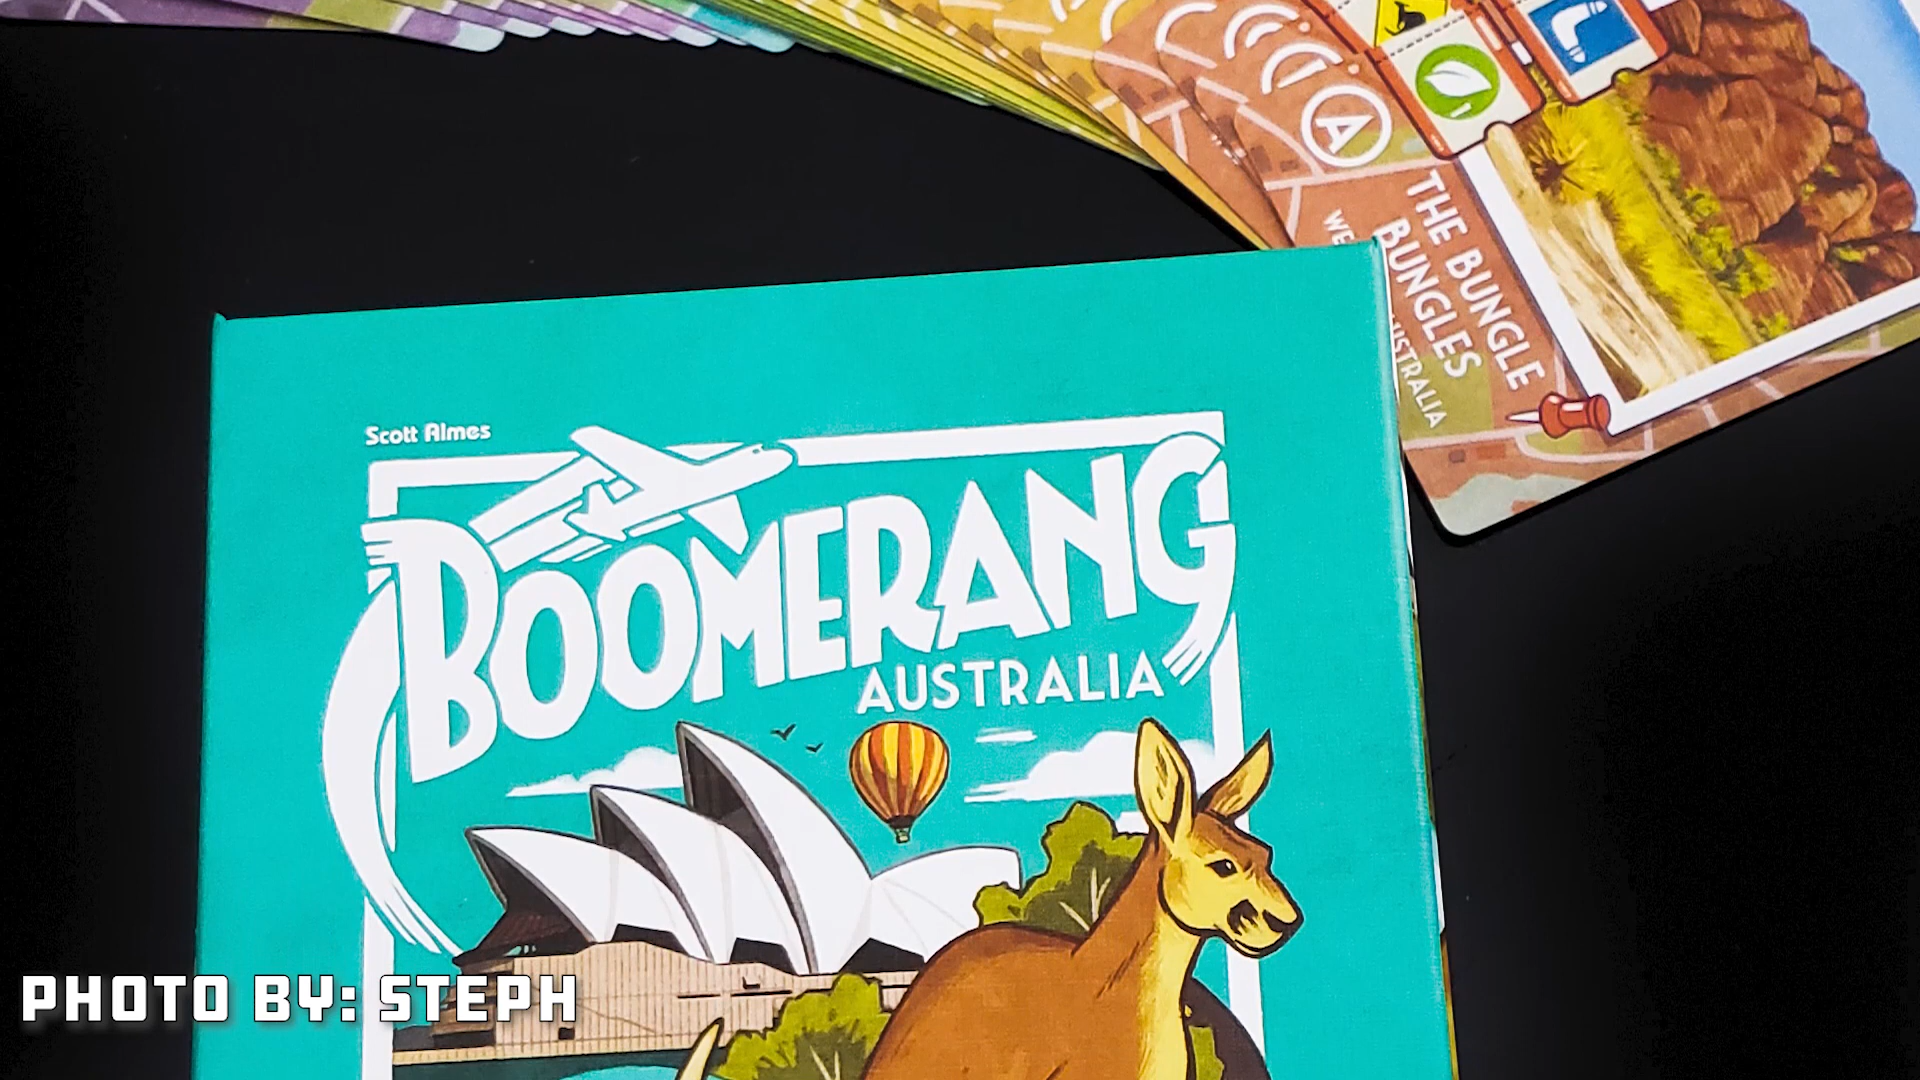 A
THE BUNGLE
BUNGLES
Scott Almes
BOOMERANG
AUSTRALIA
PHOTO BY: STEPH